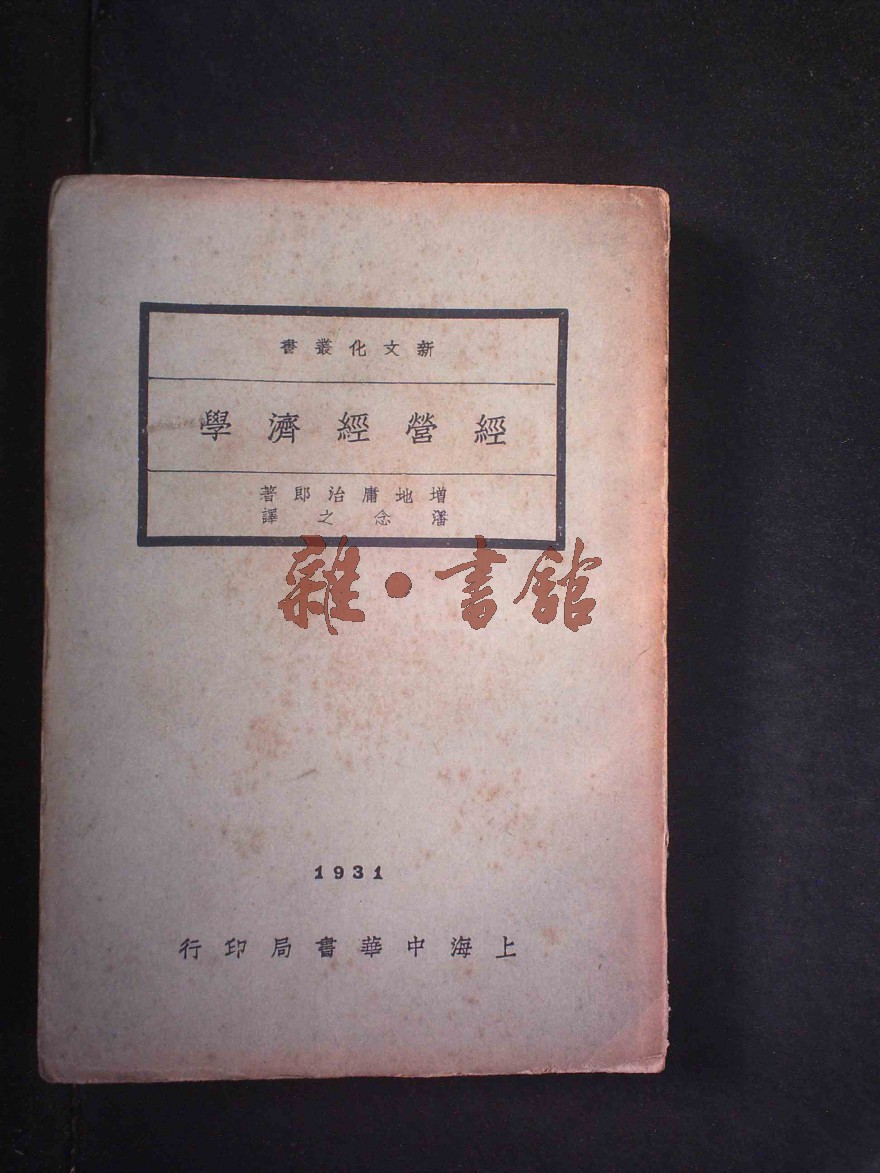 新文化叢書
經營經濟學
增地庸治郎著
潘念之譯
雜·書館
1931
上海中華書局印行